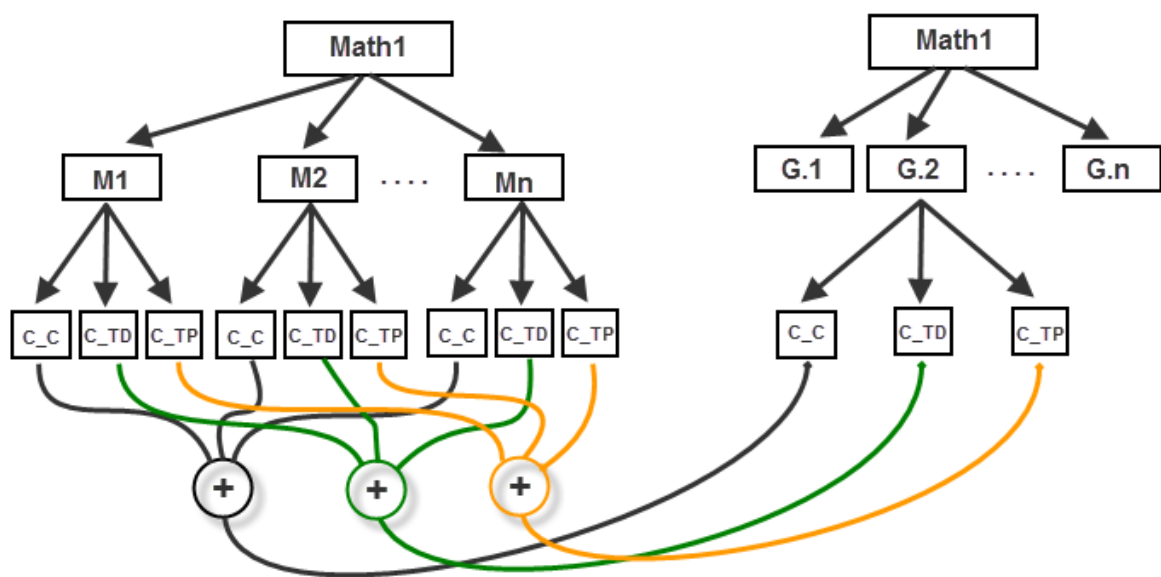 Math1
Math1
M1
M2
....
Mn
G.1
G.2
....
G.n
C_C
C_TD
C_TP
C_C
C_TD
C_TP
C_C
C_TD
C_TP
C_C
C_TD
C_TP
+
+
+